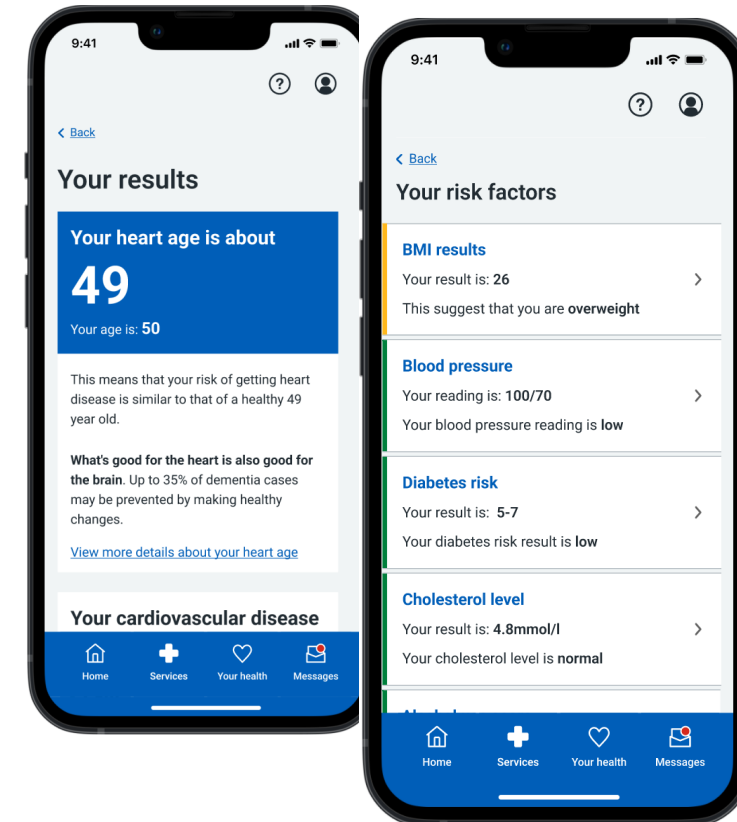 9:41
Back
Your results
Your heart age is about
49
Your age is: 50
This means that your risk of getting heart
disease is similar to that of a healthy 49
year old.
What's good for the heart is also good for
the brain. Up to 35% of dementia cases
may be prevented by making healthy
changes.
View more details about your heart age
Your cardiovascular disease
Home Services Your health Messages
9:41
Back
Your risk factors
BMI results
Your result is: 26
This suggest that you are overweight
Blood pressure
Your reading is: 100/70
Your blood pressure reading is low
Diabetes risk
Your result is: 5-7
Your diabetes risk result is low
Cholesterol level
Your result is: 4.8mmol/l
Your cholesterol level is normal
Home Services Your health Messages